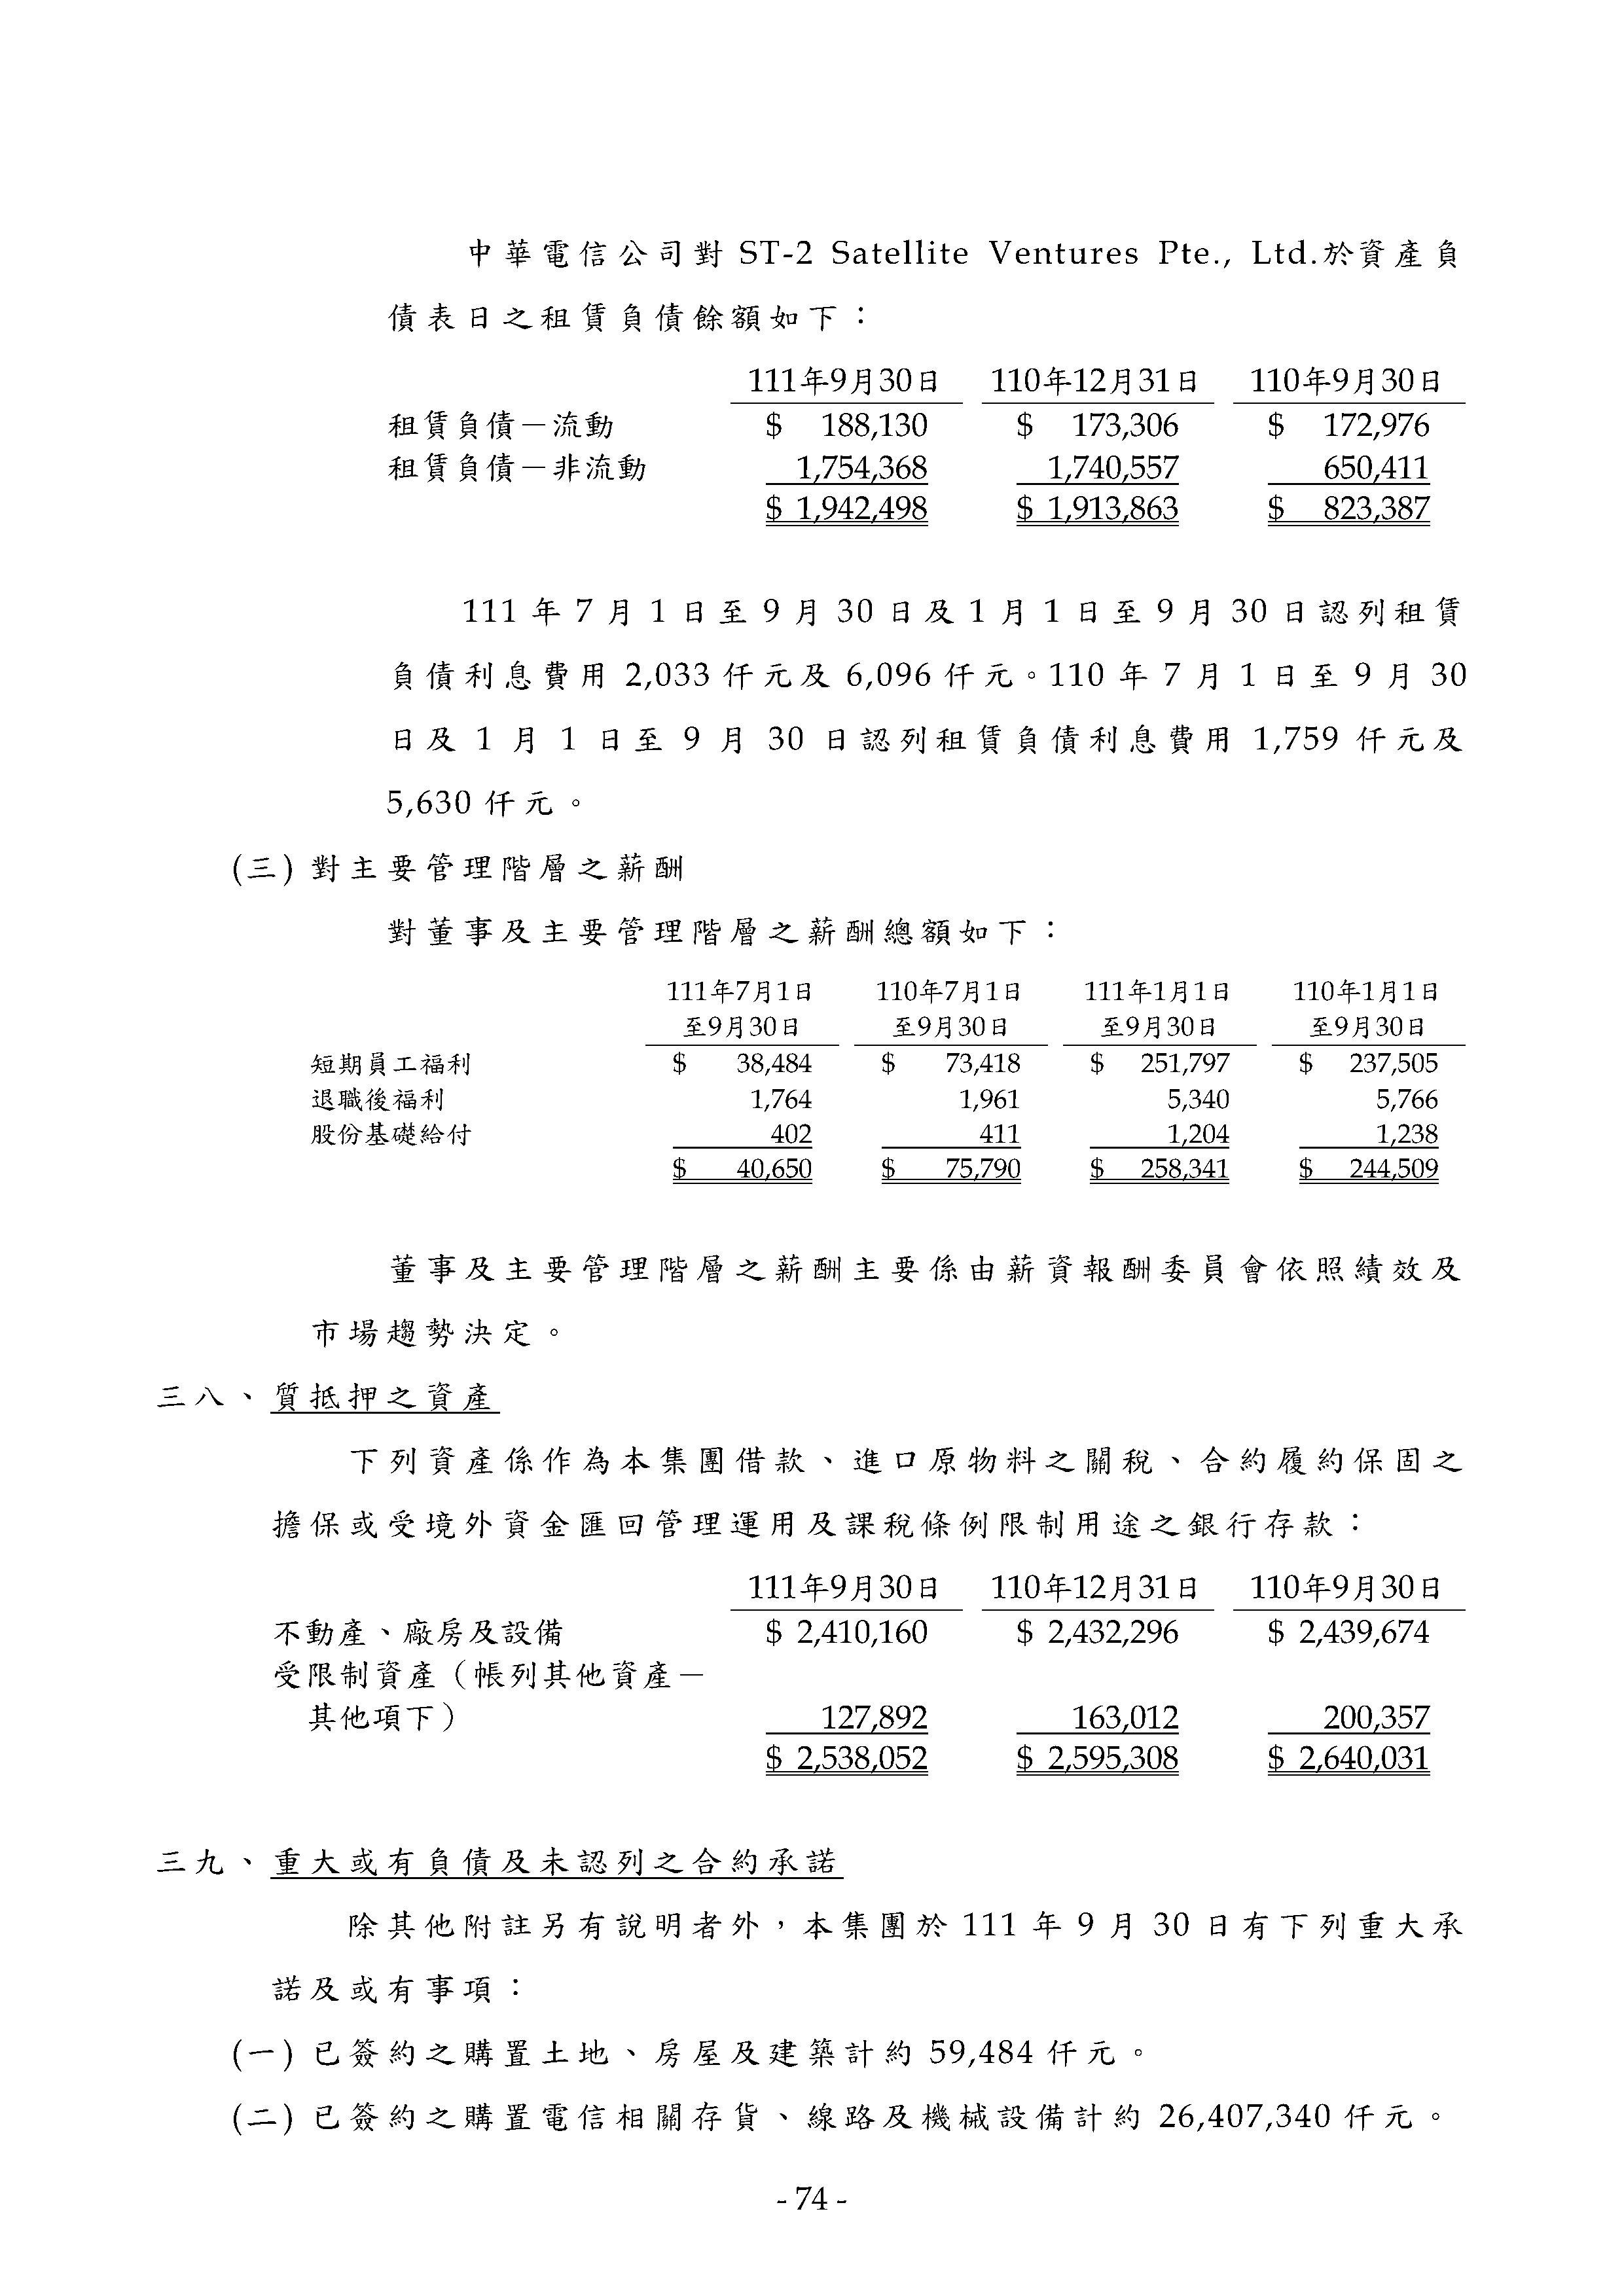 中華電信公司對 ST-2 Satellite Ventures Pte., Ltd.於資產負
債表日之租賃負債餘額如下：
111年9月30日 110年12月31日 110年9月30日
租賃負債－流動 $ 188,130 $ 173,306 $ 172,976
租賃負債－非流動 1,754,368 1,740,557 650,411
$ 1,942,498 $ 1,913,863 $ 823,387
111 年 7 月 1 日至 9 月 30 日及 1 月 1 日至 9 月 30 日認列租賃
負債利息費用 2,033 仟元及 6,096 仟元。110 年 7 月 1 日至 9 月 30
日及 1 月 1 日至 9 月 30 日認列租賃負債利息費用 1,759 仟元及
5,630 仟元。
(三) 對主要管理階層之薪酬
對董事及主要管理階層之薪酬總額如下：
111年7月1日 110年7月1日 111年1月1日 110年1月1日
至9月30日 至9月30日 至9月30日 至9月30日
短期員工福利 $ 38,484 $ 73,418 $ 251,797 $ 237,505
退職後福利 1,764 1,961 5,340 5,766
股份基礎給付 402 411 1,204 1,238
$ 40,650 $ 75,790 $ 258,341 $ 244,509
董事及主要管理階層之薪酬主要係由薪資報酬委員會依照績效及
市場趨勢決定。
三八、質抵押之資產
下列資產係作為本集團借款、進口原物料之關稅、合約履約保固之
擔保或受境外資金匯回管理運用及課稅條例限制用途之銀行存款：
111年9月30日 110年12月31日 110年9月30日
不動產、廠房及設備 $ 2,410,160 $ 2,432,296 $ 2,439,674
受限制資產（帳列其他資產－
其他項下） 127,892 163,012 200,357
$ 2,538,052 $ 2,595,308 $ 2,640,031
三九、重大或有負債及未認列之合約承諾
除其他附註另有說明者外，本集團於 111 年 9 月 30 日有下列重大承
諾及或有事項：
(一) 已簽約之購置土地、房屋及建築計約 59,484 仟元。
(二) 已簽約之購置電信相關存貨、線路及機械設備計約 26,407,340 仟元。
- 74 -